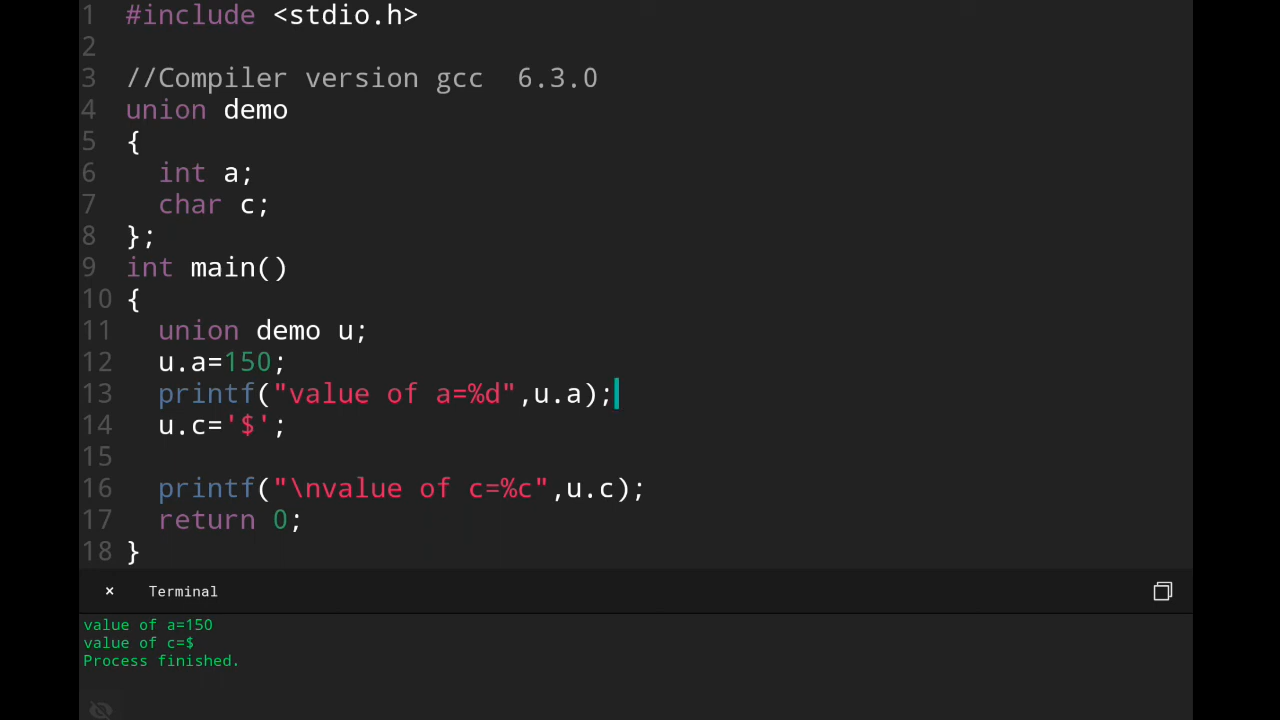 1 #include <stdio.h>
2
3 //Compiler version gcc  6.3.0
4 union demo
5 {
6   int a;
7   char c;
8 };
9 int main()
10 {
11   union demo u;
12   u.a=150;
13   printf("value of a=%d",u.a);
14   u.c='$';
15
16   printf("\nvalue of c=%c",u.c);
17   return 0;
18 }
× Terminal
value of a=150
value of c=$
Process finished.